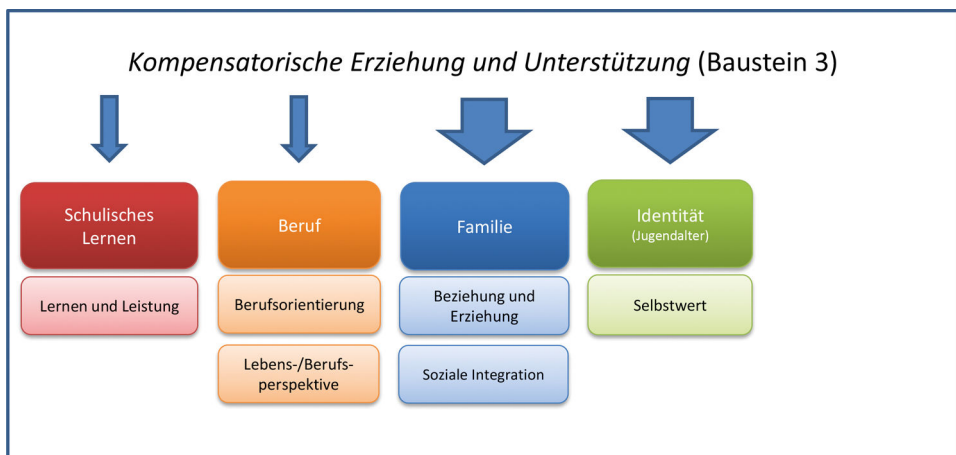 Kompensatorische Erziehung und Unterstützung (Baustein 3)
Schulisches
Lernen
Beruf
Familie
Identität
(Jugendalter)
Lernen und Leistung
Berufsorientierung
Beziehung und
Erziehung
Selbstwert
Lebens-/Berufs-
perspektive
Soziale Integration